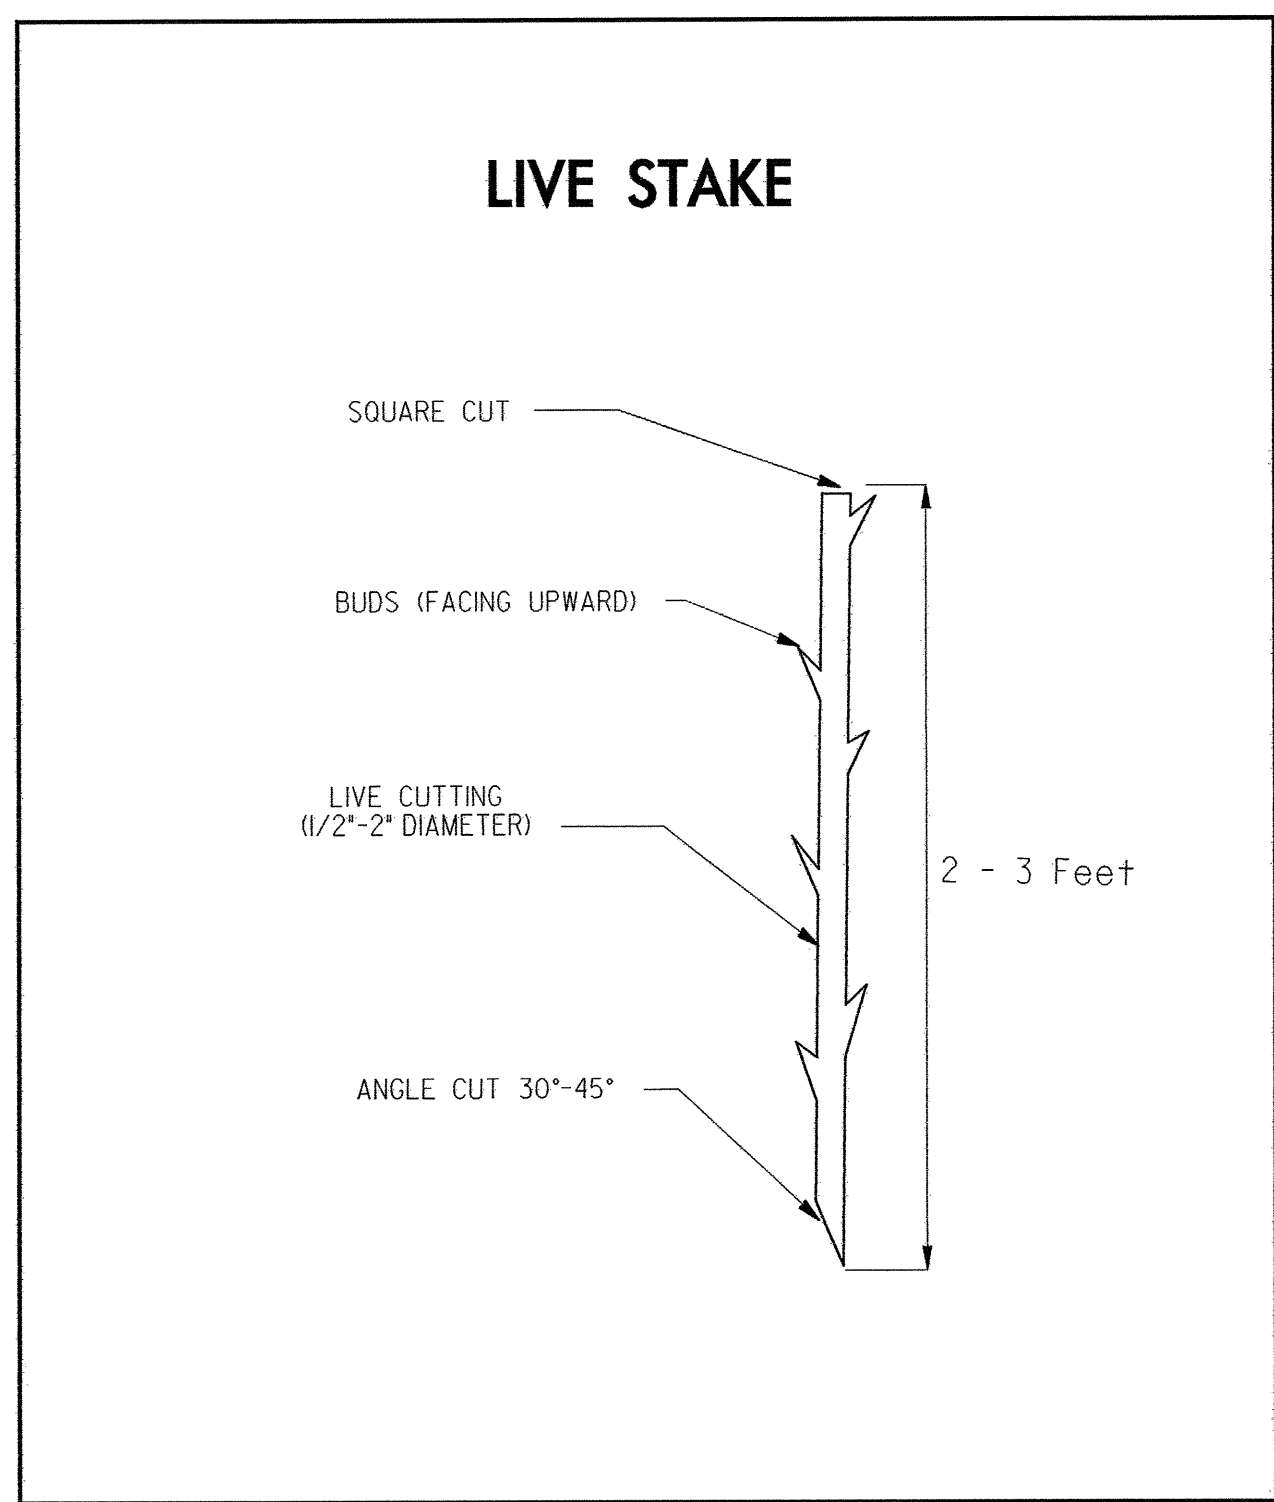 LIVE STAKE
SQUARE CUT
BUDS (FACING UPWARD)
LIVE CUTTING
(1/2"-2" DIAMETER)
2 - 3 Feet
ANGLE CUT 30°-45°